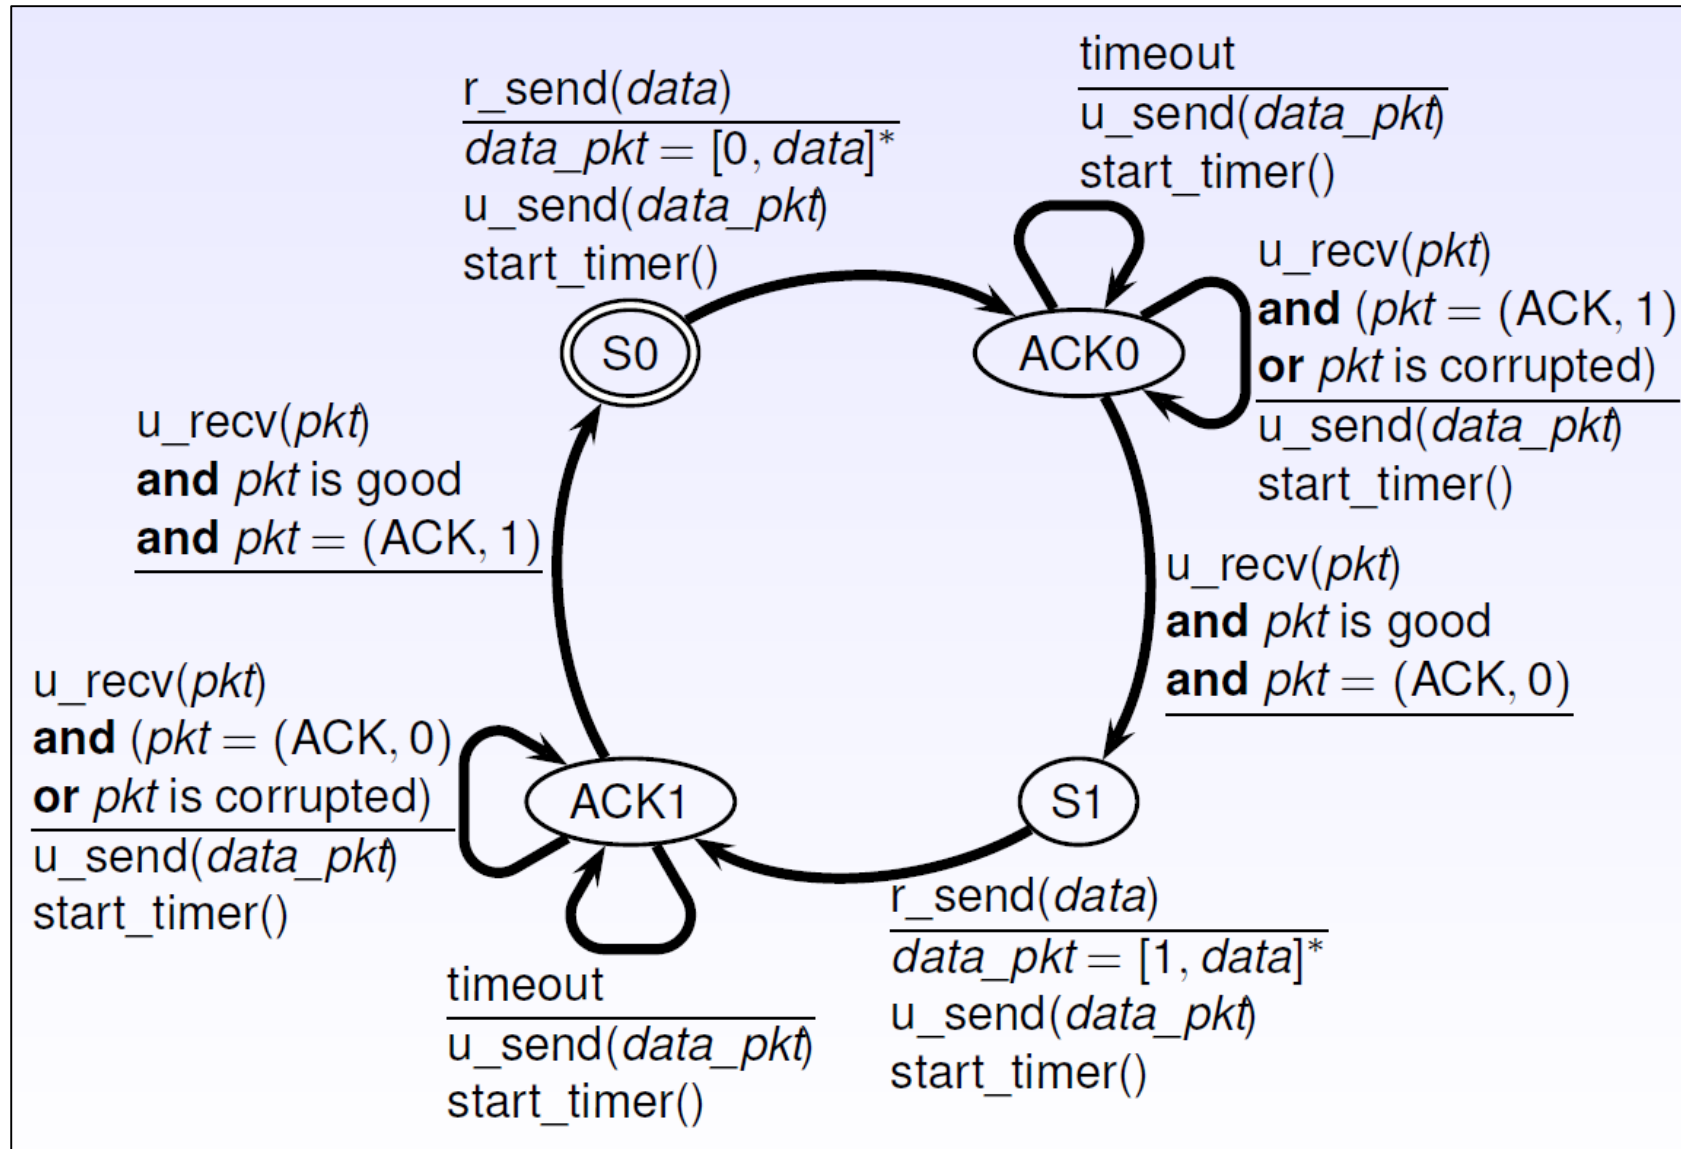 r_send(data)
data_pkt = [0, data]*
u_send(data_pkt)
start_timer()
timeout
u_send(data_pkt)
start_timer()
S0
ACK0
u_recv(pkt)
and (pkt = (ACK, 1)
or pkt is corrupted)
u_send(data_pkt)
start_timer()
u_recv(pkt)
and pkt is good
and pkt = (ACK, 1)
u_recv(pkt)
and pkt is good
and pkt = (ACK, 0)
u_recv(pkt)
and (pkt = (ACK, 0)
or pkt is corrupted)
u_send(data_pkt)
start_timer()
ACK1
S1
timeout
u_send(data_pkt)
start_timer()
r_send(data)
data_pkt = [1, data]*
u_send(data_pkt)
start_timer()